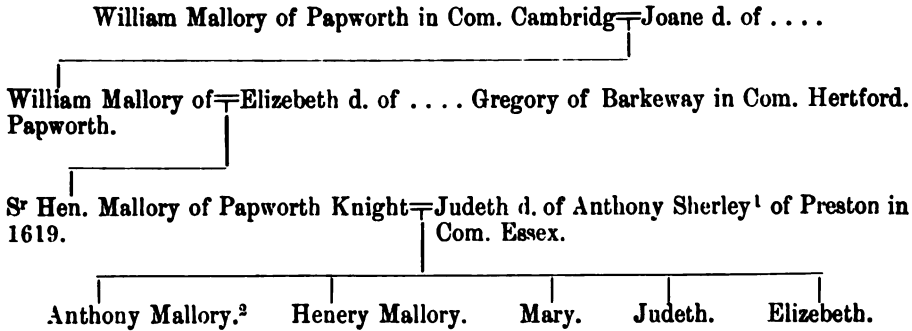 William Mallory of Papworth in Com. Cambridg=Joane d. of . . . .
William Mallory of=Elizebeth d. of . . . . Gregory of Barkeway in Com. Hertford.
Papworth.
Sr Hen. Mallory of Papworth Knight=Judeth d. of Anthony Sherley1 of Preston in
1619. Com. Essex.
Anthony Mallory.2 Henery Mallory. Mary. Judeth. Elizebeth.